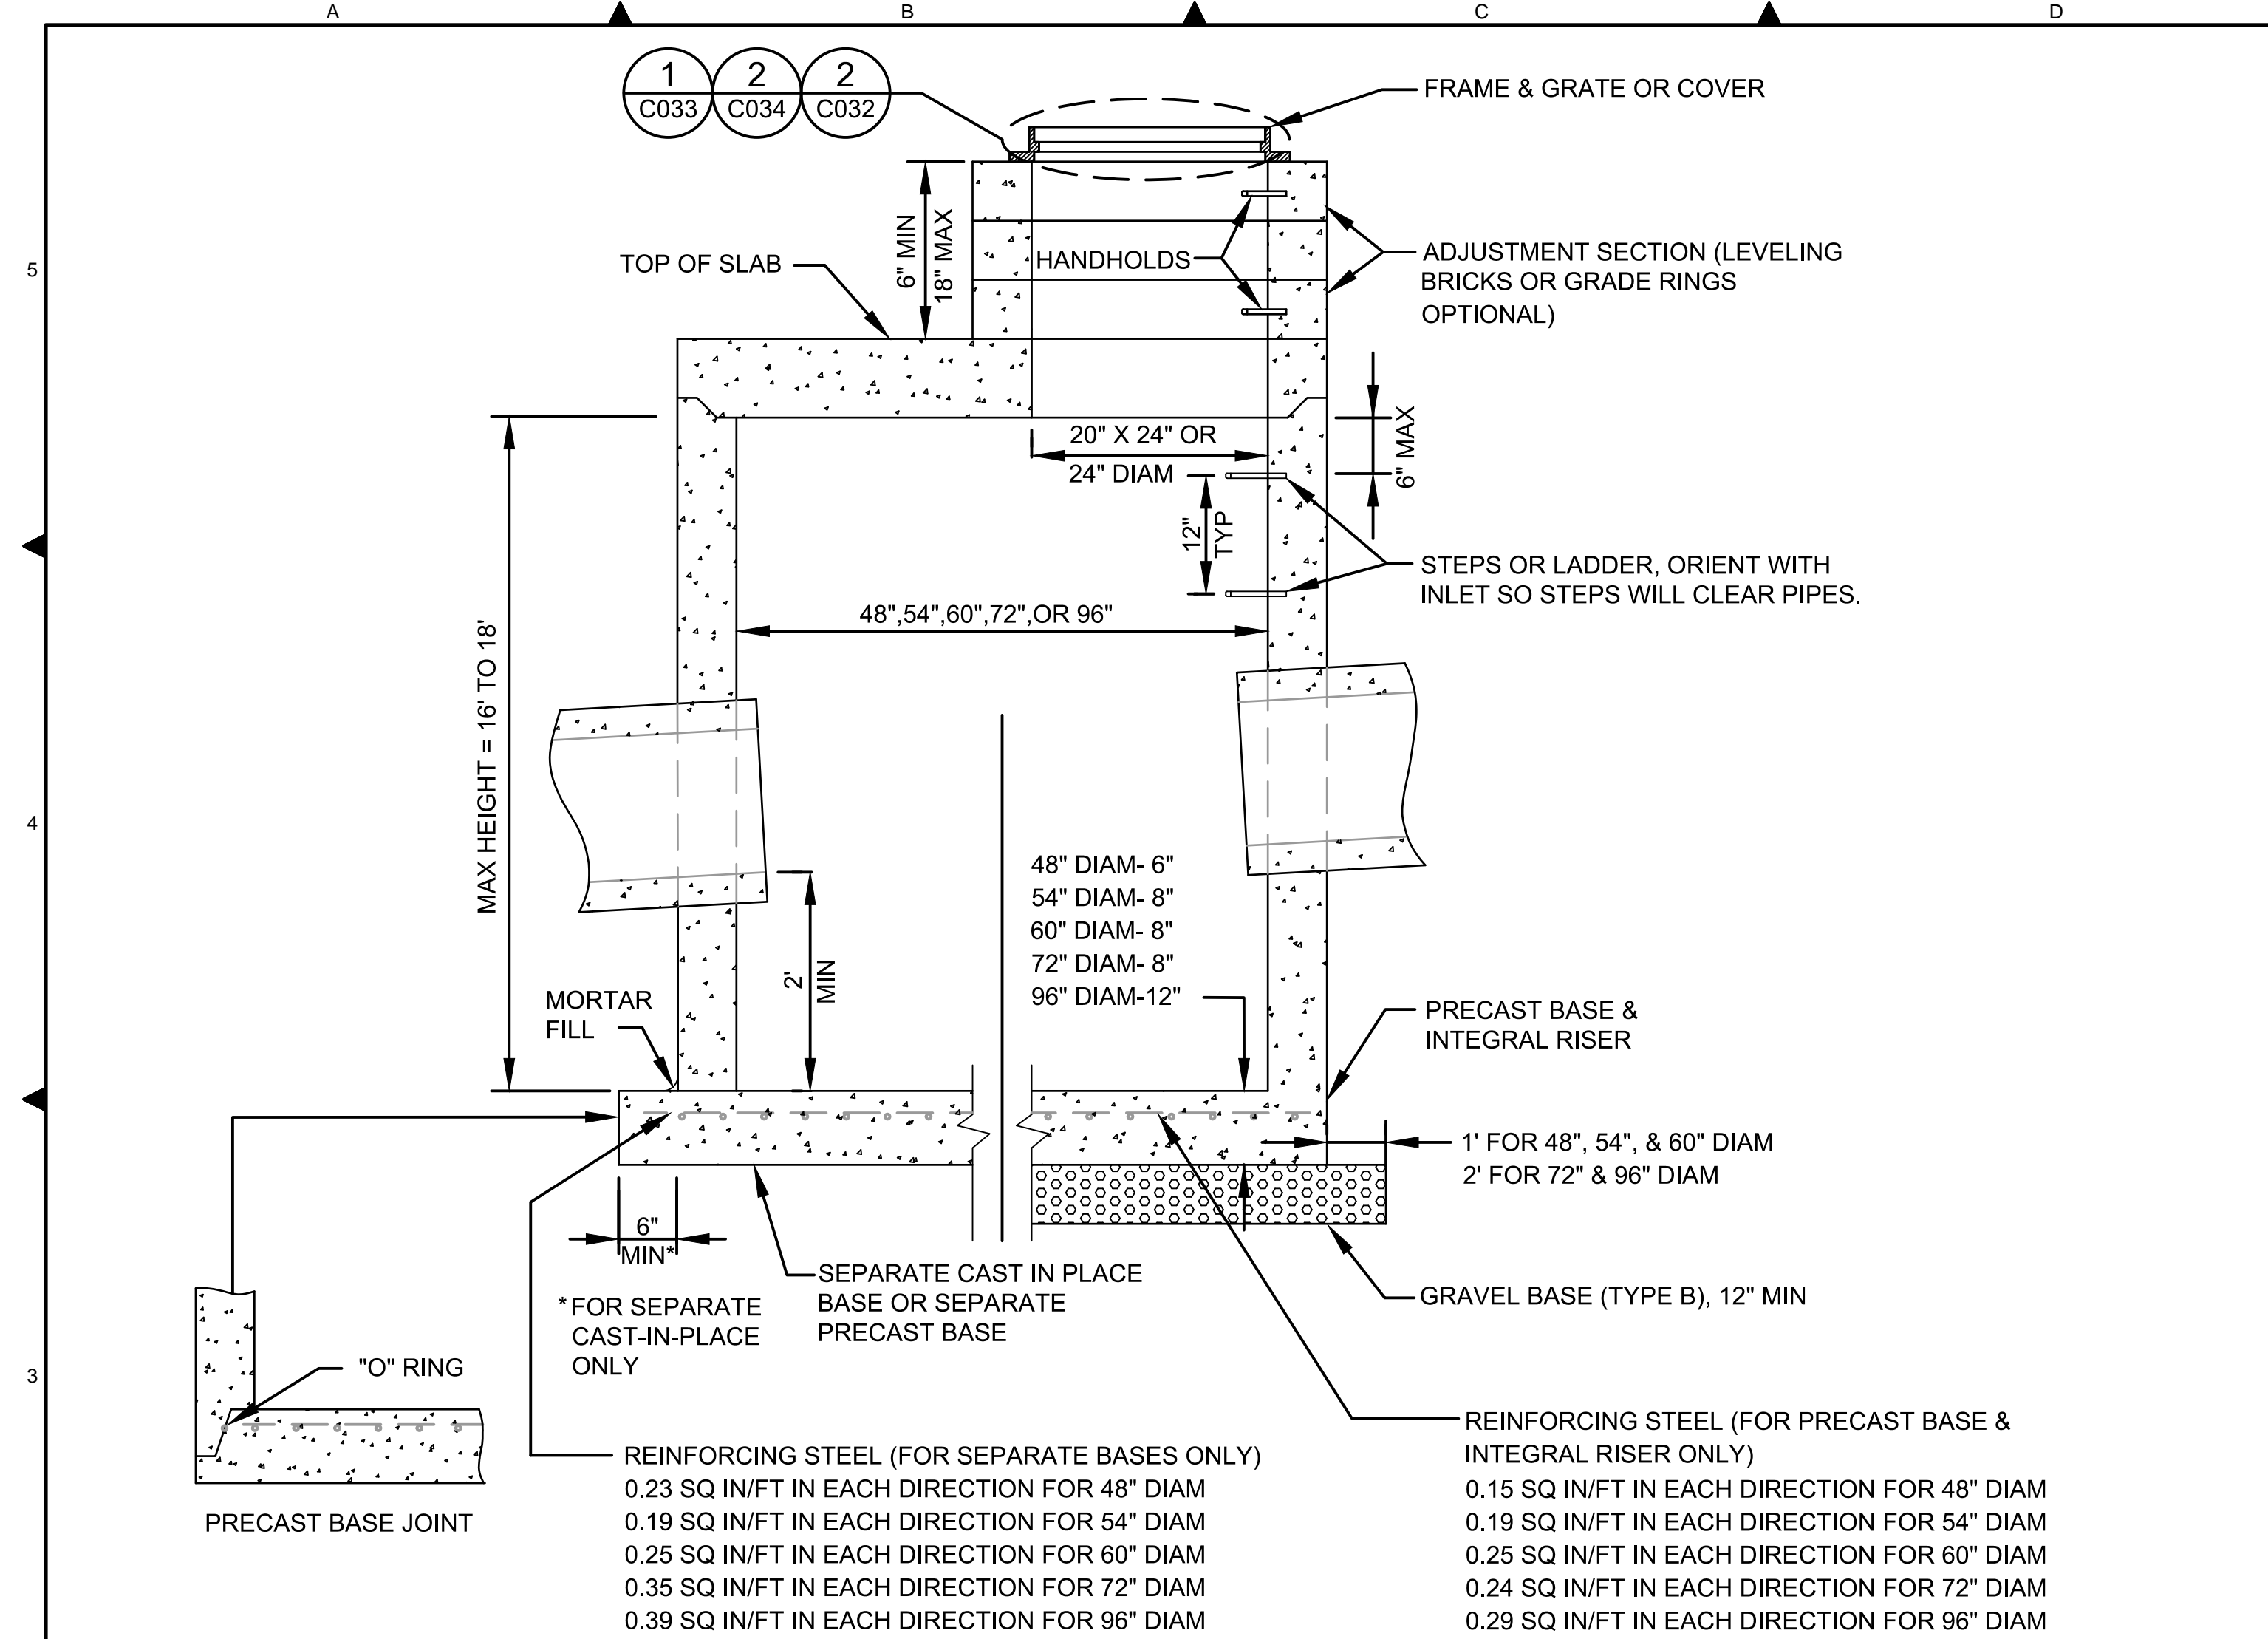 A
B
C
D
1
C033
2
C034
2
C032
FRAME & GRATE OR COVER
5
TOP OF SLAB
6" MIN
18" MAX
HANDHOLDS
ADJUSTMENT SECTION (LEVELING
BRICKS OR GRADE RINGS
OPTIONAL)
20" X 24" OR
24" DIAM
6" MAX
12"
TYP
STEPS OR LADDER, ORIENT WITH
INLET SO STEPS WILL CLEAR PIPES.
48",54",60",72",OR 96"
MAX HEIGHT = 16' TO 18'
4
48" DIAM- 6"
54" DIAM- 8"
60" DIAM- 8"
72" DIAM- 8"
96" DIAM-12"
2'
MIN
MORTAR
FILL
PRECAST BASE &
INTEGRAL RISER
1' FOR 48", 54", & 60" DIAM
2' FOR 72" & 96" DIAM
6"
MIN*
SEPARATE CAST IN PLACE
BASE OR SEPARATE
PRECAST BASE
* FOR SEPARATE
CAST-IN-PLACE
ONLY
GRAVEL BASE (TYPE B), 12" MIN
3
"O" RING
PRECAST BASE JOINT
REINFORCING STEEL (FOR SEPARATE BASES ONLY)
0.23 SQ IN/FT IN EACH DIRECTION FOR 48" DIAM
0.19 SQ IN/FT IN EACH DIRECTION FOR 54" DIAM
0.25 SQ IN/FT IN EACH DIRECTION FOR 60" DIAM
0.35 SQ IN/FT IN EACH DIRECTION FOR 72" DIAM
0.39 SQ IN/FT IN EACH DIRECTION FOR 96" DIAM
REINFORCING STEEL (FOR PRECAST BASE &
INTEGRAL RISER ONLY)
0.15 SQ IN/FT IN EACH DIRECTION FOR 48" DIAM
0.19 SQ IN/FT IN EACH DIRECTION FOR 54" DIAM
0.25 SQ IN/FT IN EACH DIRECTION FOR 60" DIAM
0.24 SQ IN/FT IN EACH DIRECTION FOR 72" DIAM
0.29 SQ IN/FT IN EACH DIRECTION FOR 96" DIAM